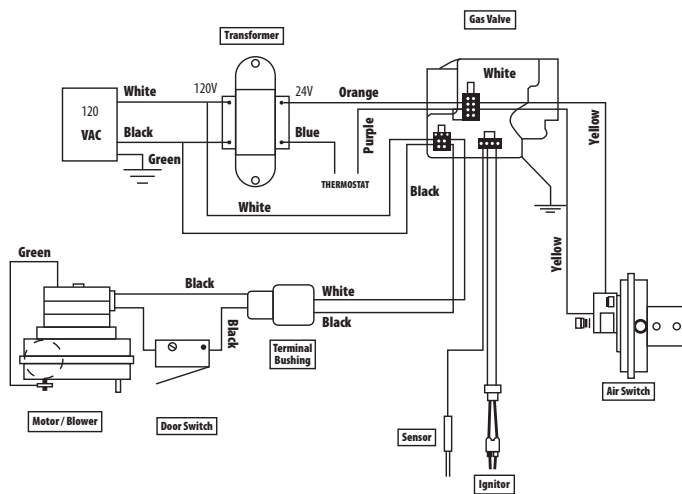 Gas Valve
Transformer
White
120V
24V
Orange
White
120
VAC
Black
Blue
Purple
Yellow
Green
THERMOSTAT
Black
White
Yellow
Green
Black
White
Black
Black
Terminal
Bushing
Air Switch
Motor / Blower
Door Switch
Sensor
Ignitor